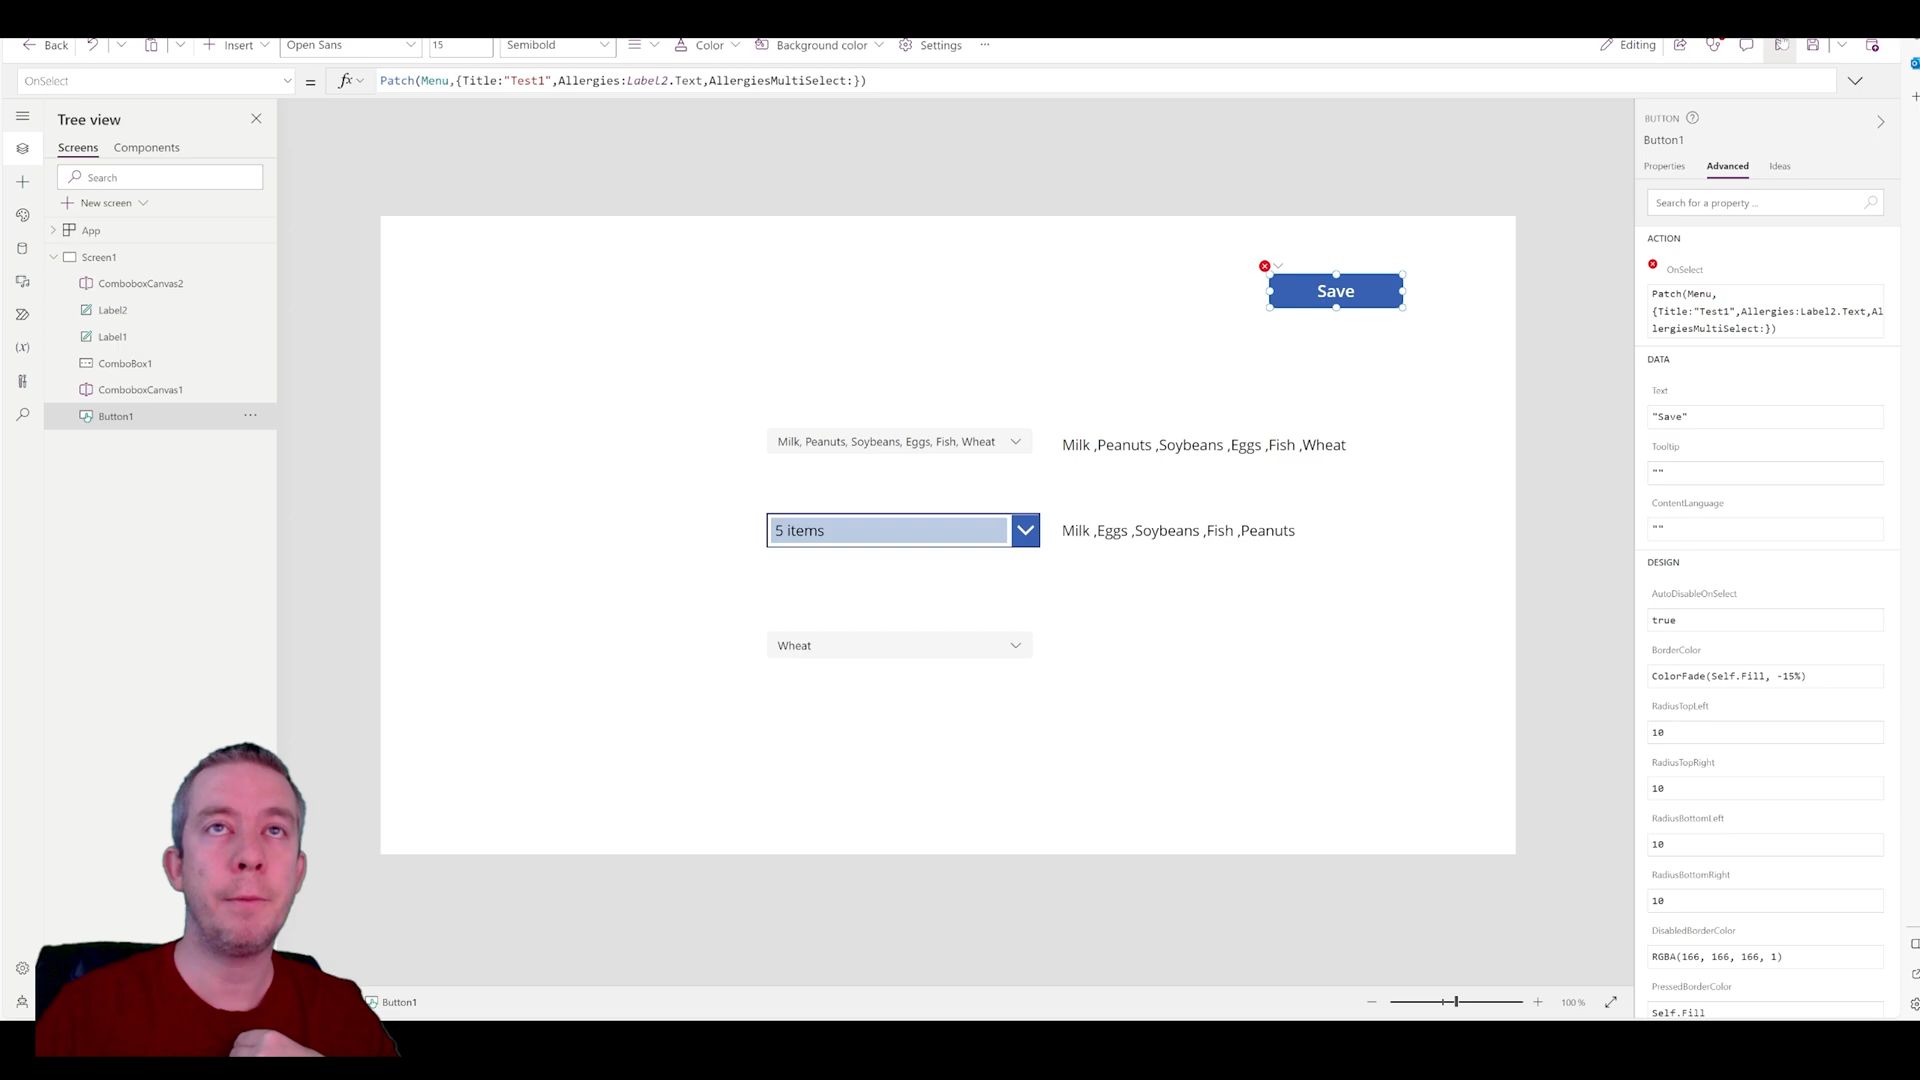 Back
Insert
Open Sans
15
Semibold
Color
Background color
Settings
Editing
OnSelect
=
fx
Patch(Menu,{Title:"Test1",Allergies:Label2.Text,AllergiesMultiSelect:})
Tree view
Screens
Components
Search
New screen
App
Screen1
ComboboxCanvas2
Label2
Label1
ComboBox1
ComboboxCanvas1
Button1
Save
Milk, Peanuts, Soybeans, Eggs, Fish, Wheat
Milk ,Peanuts ,Soybeans ,Eggs ,Fish ,Wheat
5 items
Milk ,Eggs ,Soybeans ,Fish ,Peanuts
Wheat
BUTTON
Button1
Properties
Advanced
Ideas
Search for a property ...
ACTION
OnSelect
Patch(Menu,
{Title:"Test1",Allergies:Label2.Text,Al
lergiesMultiSelect:})
DATA
Text
"Save"
Tooltip
""
ContentLanguage
""
DESIGN
AutoDisableOnSelect
true
BorderColor
ColorFade(Self.Fill, -15%)
RadiusTopLeft
10
RadiusTopRight
10
RadiusBottomLeft
10
RadiusBottomRight
10
DisabledBorderColor
RGBA(166, 166, 166, 1)
PressedBorderColor
Self.Fill
Button1
100 %